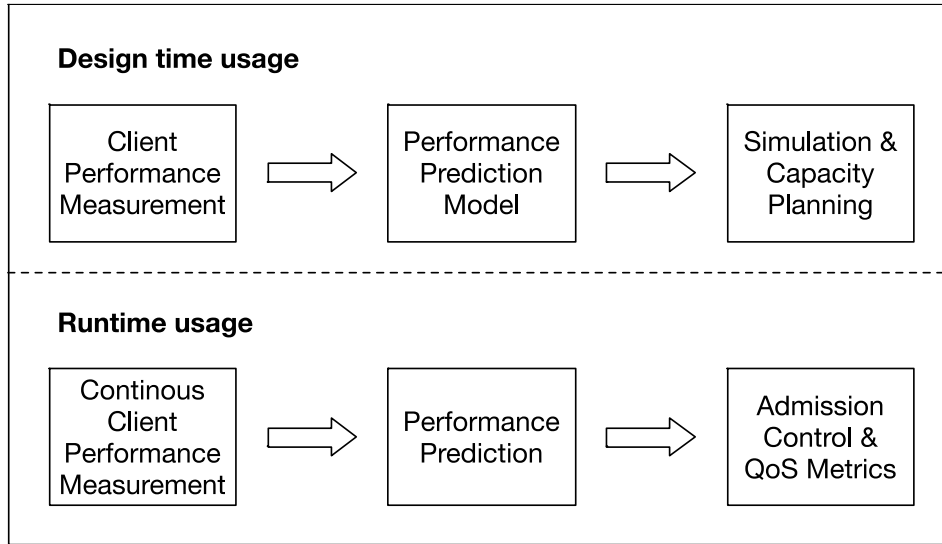 Design time usage
Client
Performance
Measurement
Performance
Prediction
Model
Simulation &
Capacity
Planning
Runtime usage
Continous
Client
Performance
Measurement
Performance
Prediction
Admission
Control &
QoS Metrics